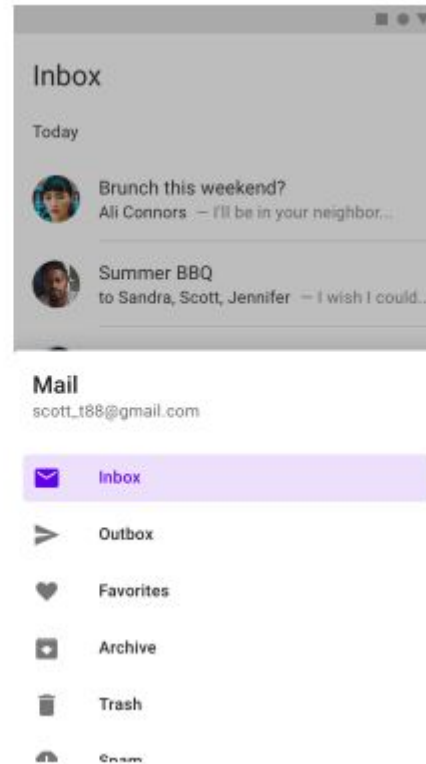 Inbox
Today
Brunch this weekend?
Ali Connors — I'll be in your neighbor...
Summer BBQ
to Sandra, Scott, Jennifer — I wish I could..
Mail
scott_t88@gmail.com
Inbox
Outbox
Favorites
Archive
Trash
Spam